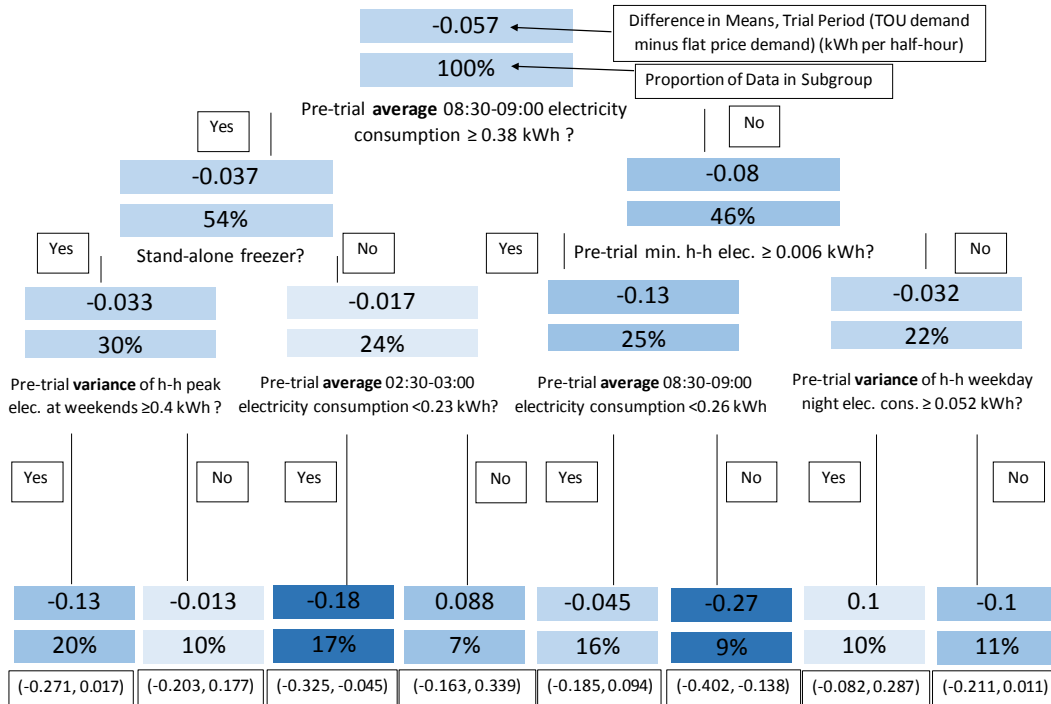 -0.057
Difference in Means, Trial Period (TOU demand
minus flat price demand) (kWh per half-hour)
100%
Proportion of Data in Subgroup
Pre-trial average 08:30-09:00 electricity
consumption ≥ 0.38 kWh ?
Yes
No
-0.037
54%
-0.08
46%
Yes
Stand-alone freezer?
No
Yes
Pre-trial min. h-h elec. ≥ 0.006 kWh?
No
-0.033
30%
-0.017
24%
-0.13
25%
-0.032
22%
Pre-trial variance of h-h peak
elec. at weekends ≥0.4 kWh ?
Pre-trial average 02:30-03:00
electricity consumption <0.23 kWh?
Pre-trial average 08:30-09:00
electricity consumption <0.26 kWh
Pre-trial variance of h-h weekday
night elec. cons. ≥ 0.052 kWh?
Yes
No
Yes
No
Yes
No
Yes
No
-0.13
20%
(-0.271, 0.017)
-0.013
10%
(-0.203, 0.177)
-0.18
17%
(-0.325, -0.045)
0.088
7%
(-0.163, 0.339)
-0.045
16%
(-0.185, 0.094)
-0.27
9%
(-0.402, -0.138)
0.1
10%
(-0.082, 0.287)
-0.1
11%
(-0.211, 0.011)